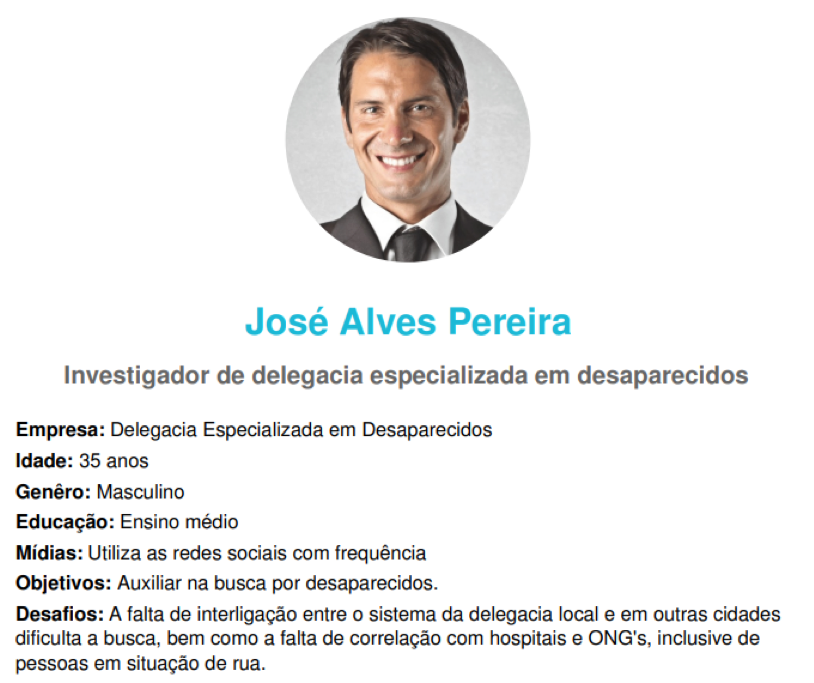 José Alves Pereira
Investigador de delegacia especializada em desaparecidos
Empresa: Delegacia Especializada em Desaparecidos
Idade: 35 anos
Genêro: Masculino
Educação: Ensino médio
Mídias: Utiliza as redes sociais com frequência
Objetivos: Auxiliar na busca por desaparecidos.
Desafios: A falta de interligação entre o sistema da delegacia local e em outras cidades
dificulta a busca, bem como a falta de correlação com hospitais e ONG's, inclusive de
pessoas em situação de rua.